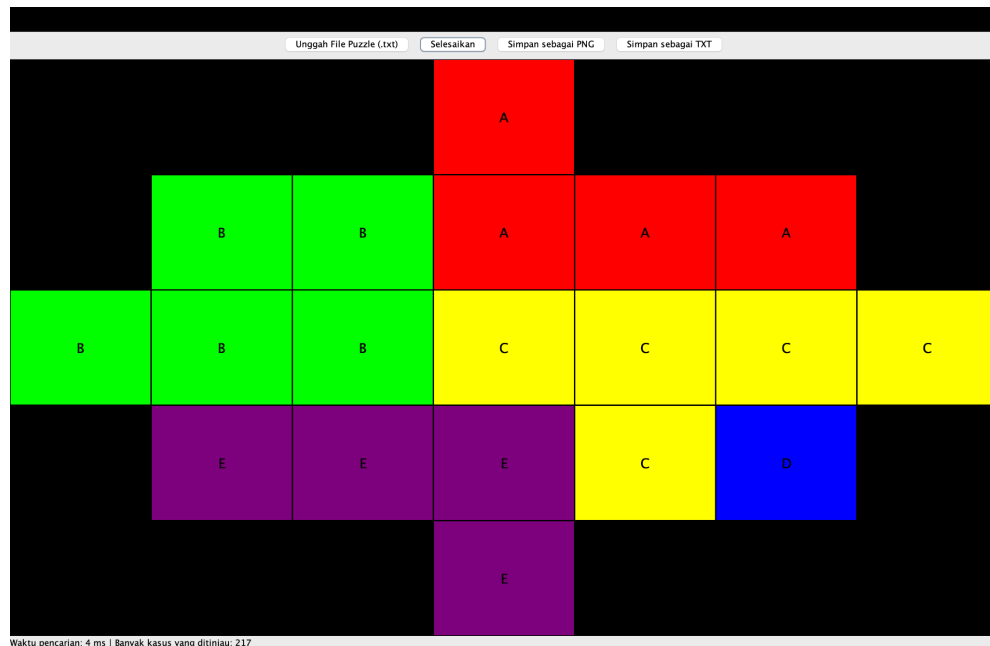 Unggah File Puzzle (.txt) Selesaikan Simpan sebagai PNG Simpan sebagai TXT
A
B B A A A
B B B C C C C
E E E C D
E
Waktu pencarian: 4 ms | Banyak kasus yang ditinjau: 217